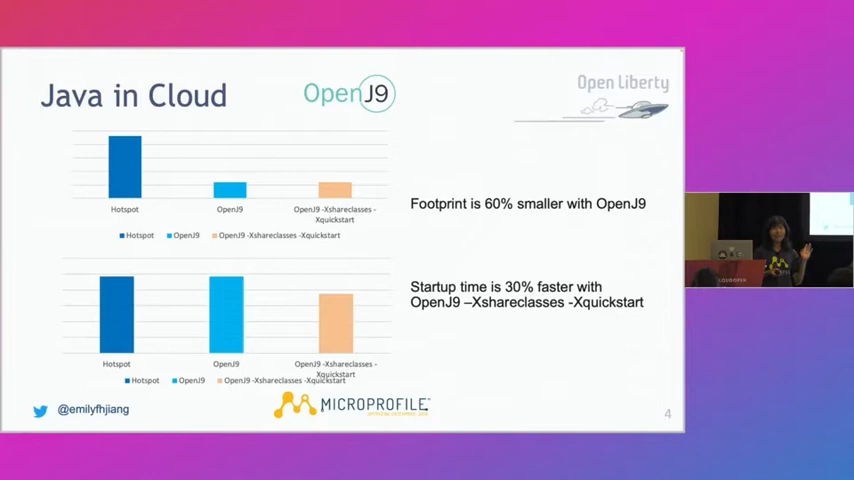 Java in Cloud
OpenJ9
Open Liberty
Hotspot
OpenJ9
OpenJ9 -Xshareclasses -
Xquickstart
Hotspot
OpenJ9
OpenJ9 -Xshareclasses -Xquickstart
Footprint is 60% smaller with OpenJ9
Hotspot
OpenJ9
OpenJ9 -Xshareclasses -
Xquickstart
Hotspot
OpenJ9
OpenJ9 -Xshareclasses -Xquickstart
Startup time is 30% faster with
OpenJ9 –Xshareclasses -Xquickstart
@emilyfhjiang
MICROPROFILE
4